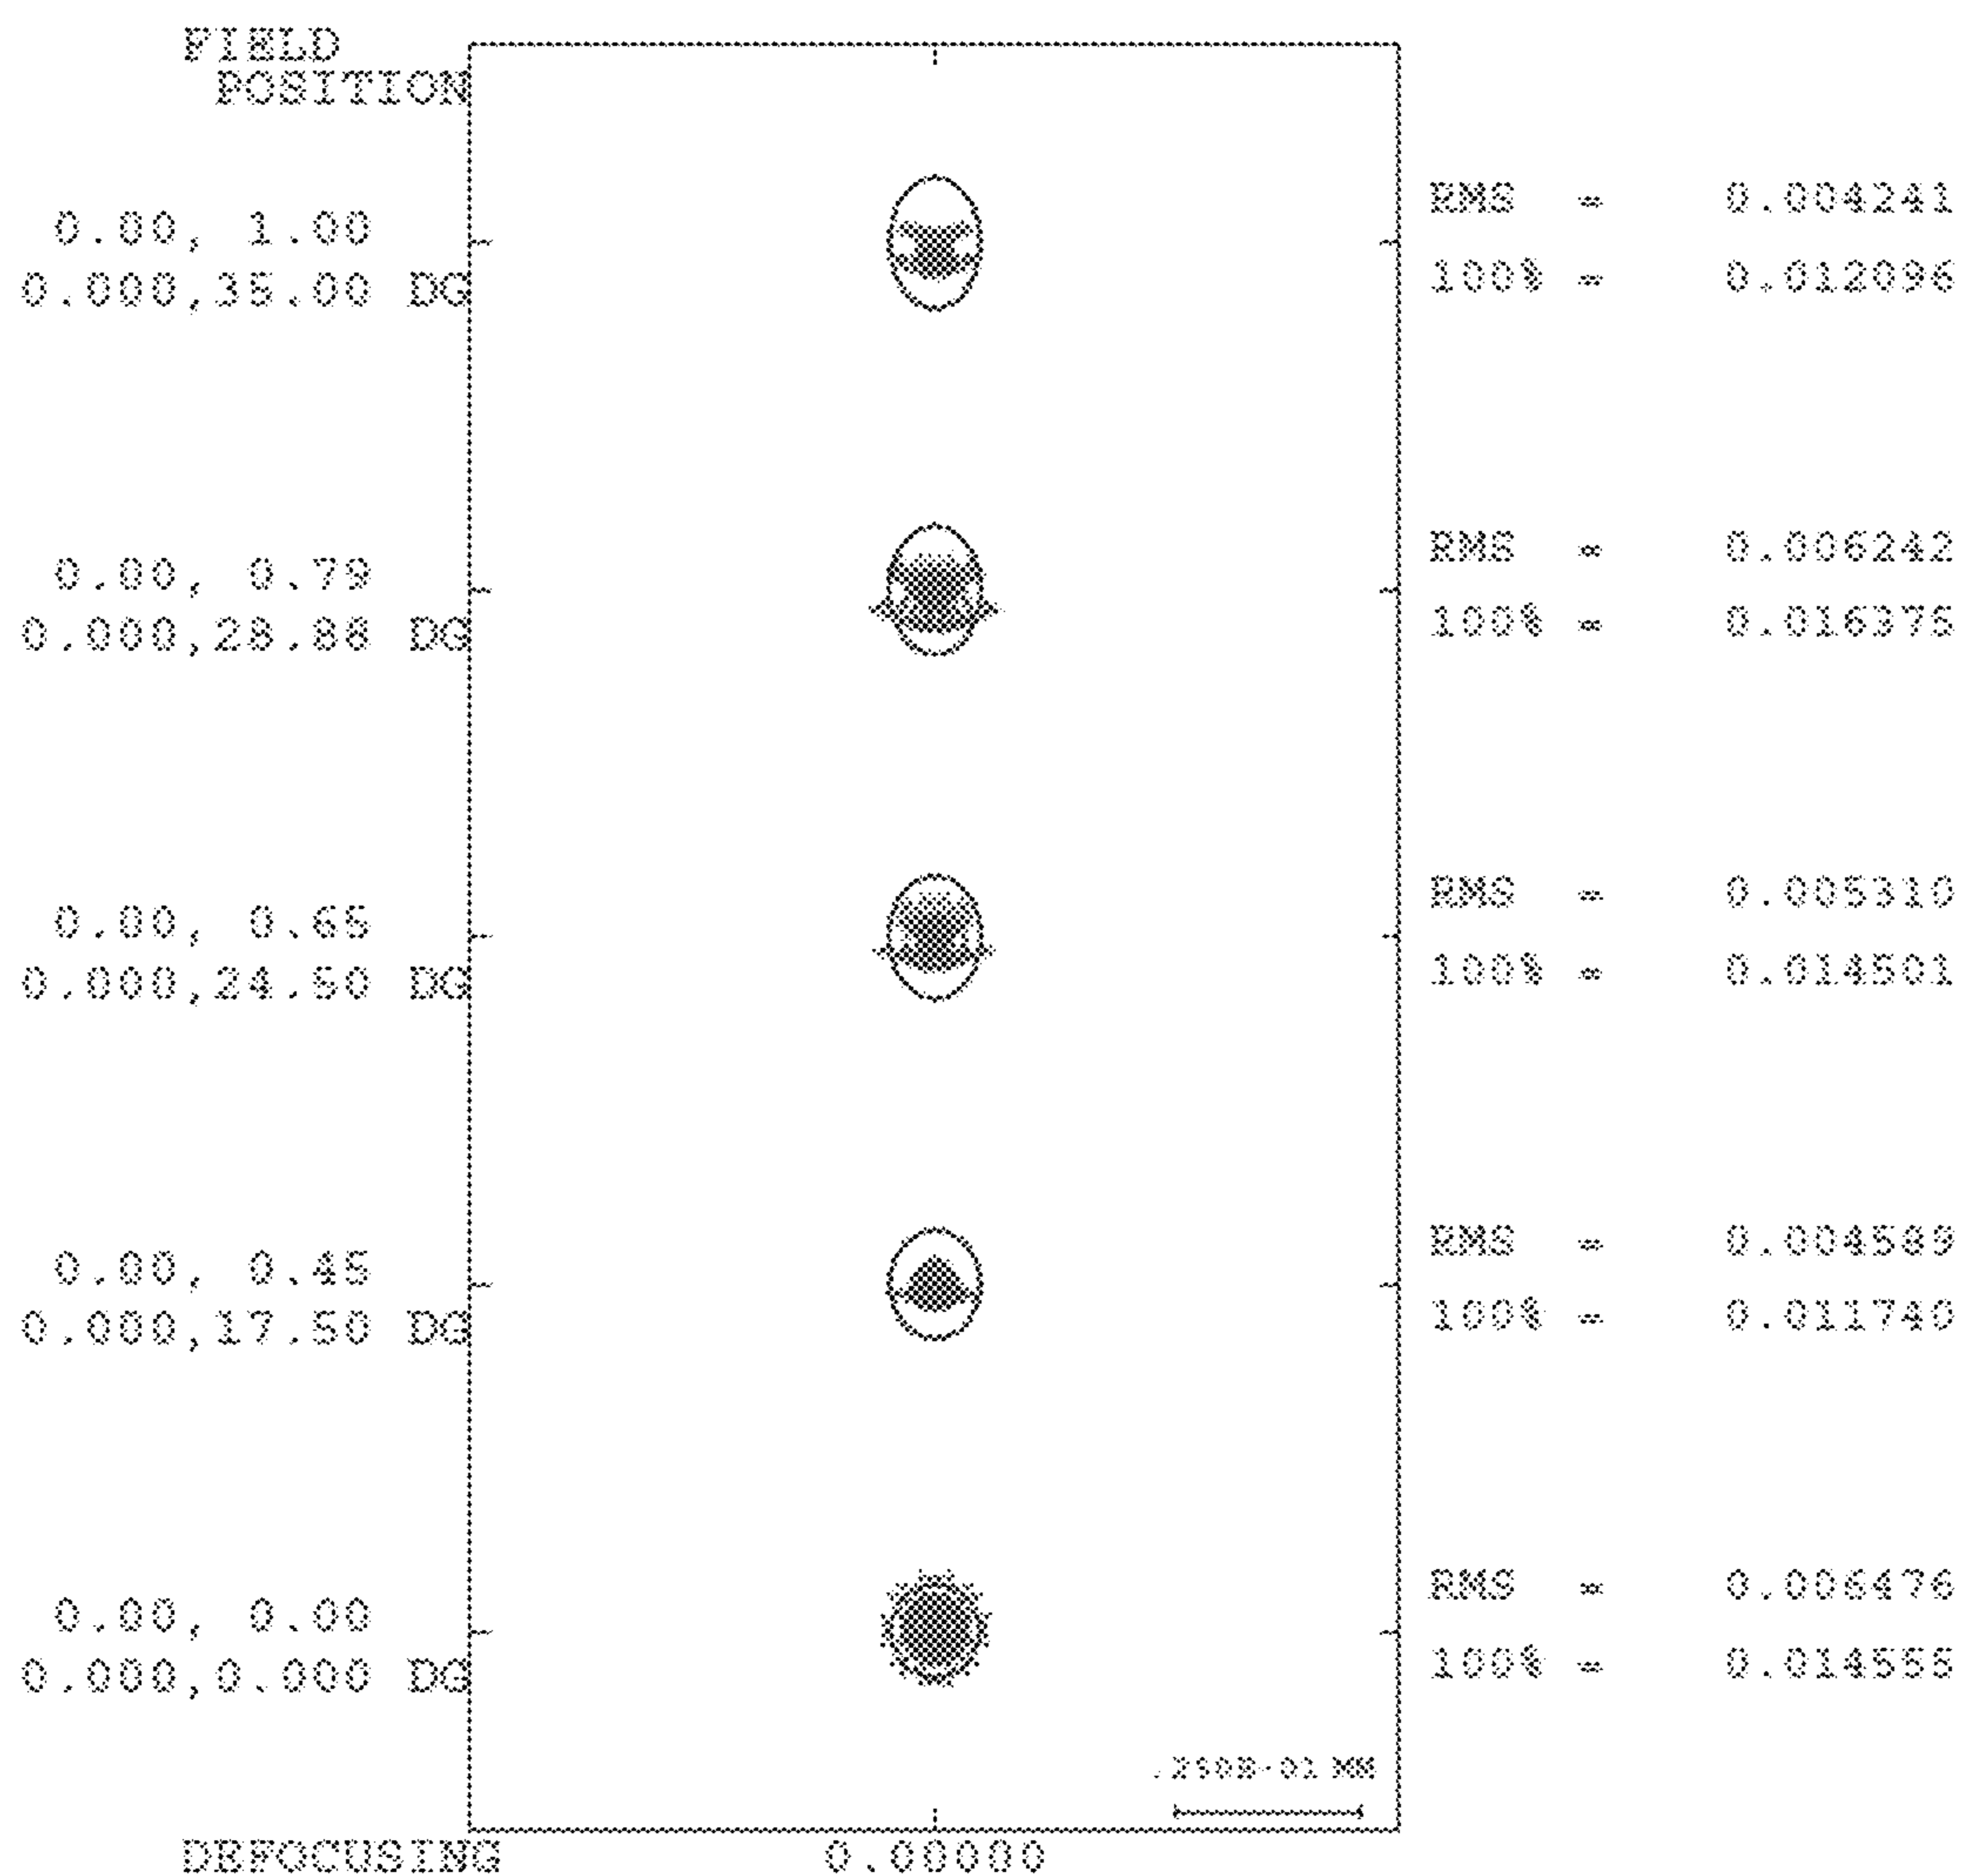 FIELD
POSITION
0.00, 1.00
0.000,35.00 DG
RMS = 0.004241
100% = 0.012096
0.00, 0.79
0.000,28.88 DG
RMS = 0.006242
100% = 0.016375
0.00, 0.65
0.000,24.50 DG
RMS = 0.005310
100% = 0.014501
0.00, 0.45
0.000,17.50 DG
RMS = 0.004509
100% = 0.011740
0.00, 0.00
0.000,0.000 DG
RMS = 0.006476
100% = 0.014555
.250E-01 MM
DEFOCUSING 0.00000